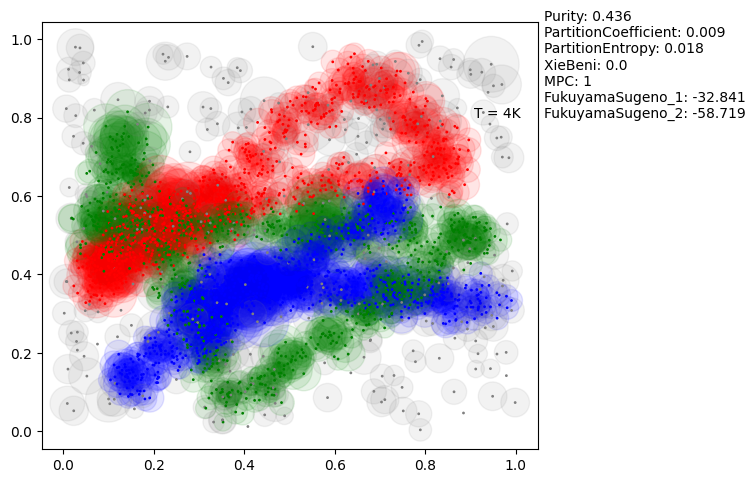 Purity: 0.436
PartitionCoefficient: 0.009
PartitionEntropy: 0.018
XieBeni: 0.0
MPC: 1
FukuyamaSugeno_1: -32.841
FukuyamaSugeno_2: -58.719
T = 4K
1.0
0.8
0.6
0.4
0.2
0.0
0.0 0.2 0.4 0.6 0.8 1.0